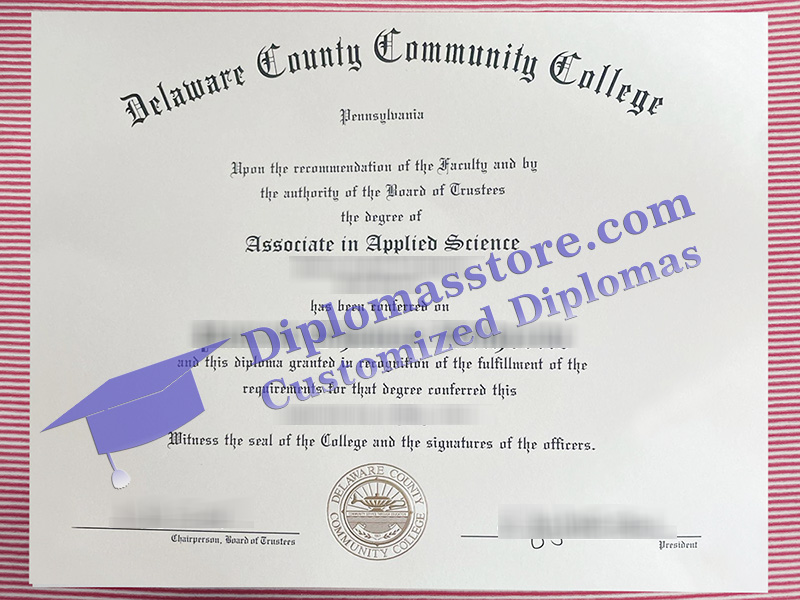 Delaware County Community College
Pennsylvania
Upon the recommendation of the Faculty and by
the authority of the Board of Trustees
the degree of
Associate in Applied Science
has been conferred on
Diplomasstore.com
Customized Diplomas
and this diploma granted in recognition of the fulfillment of the
requirements for that degree conferred this
Witness the seal of the College and the signatures of the officers.
DELAWARE COUNTY
COMMUNITY COLLEGE
Chairperson, Board of Trustees
President